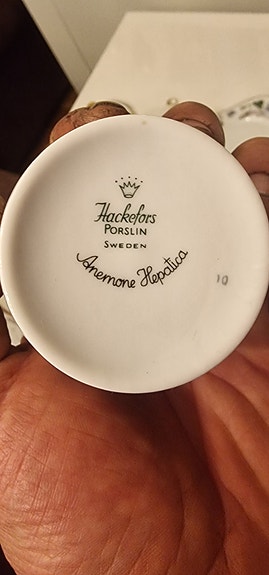 Hackefors
PORSLIN
SWEDEN
Anemone Hepatica
10